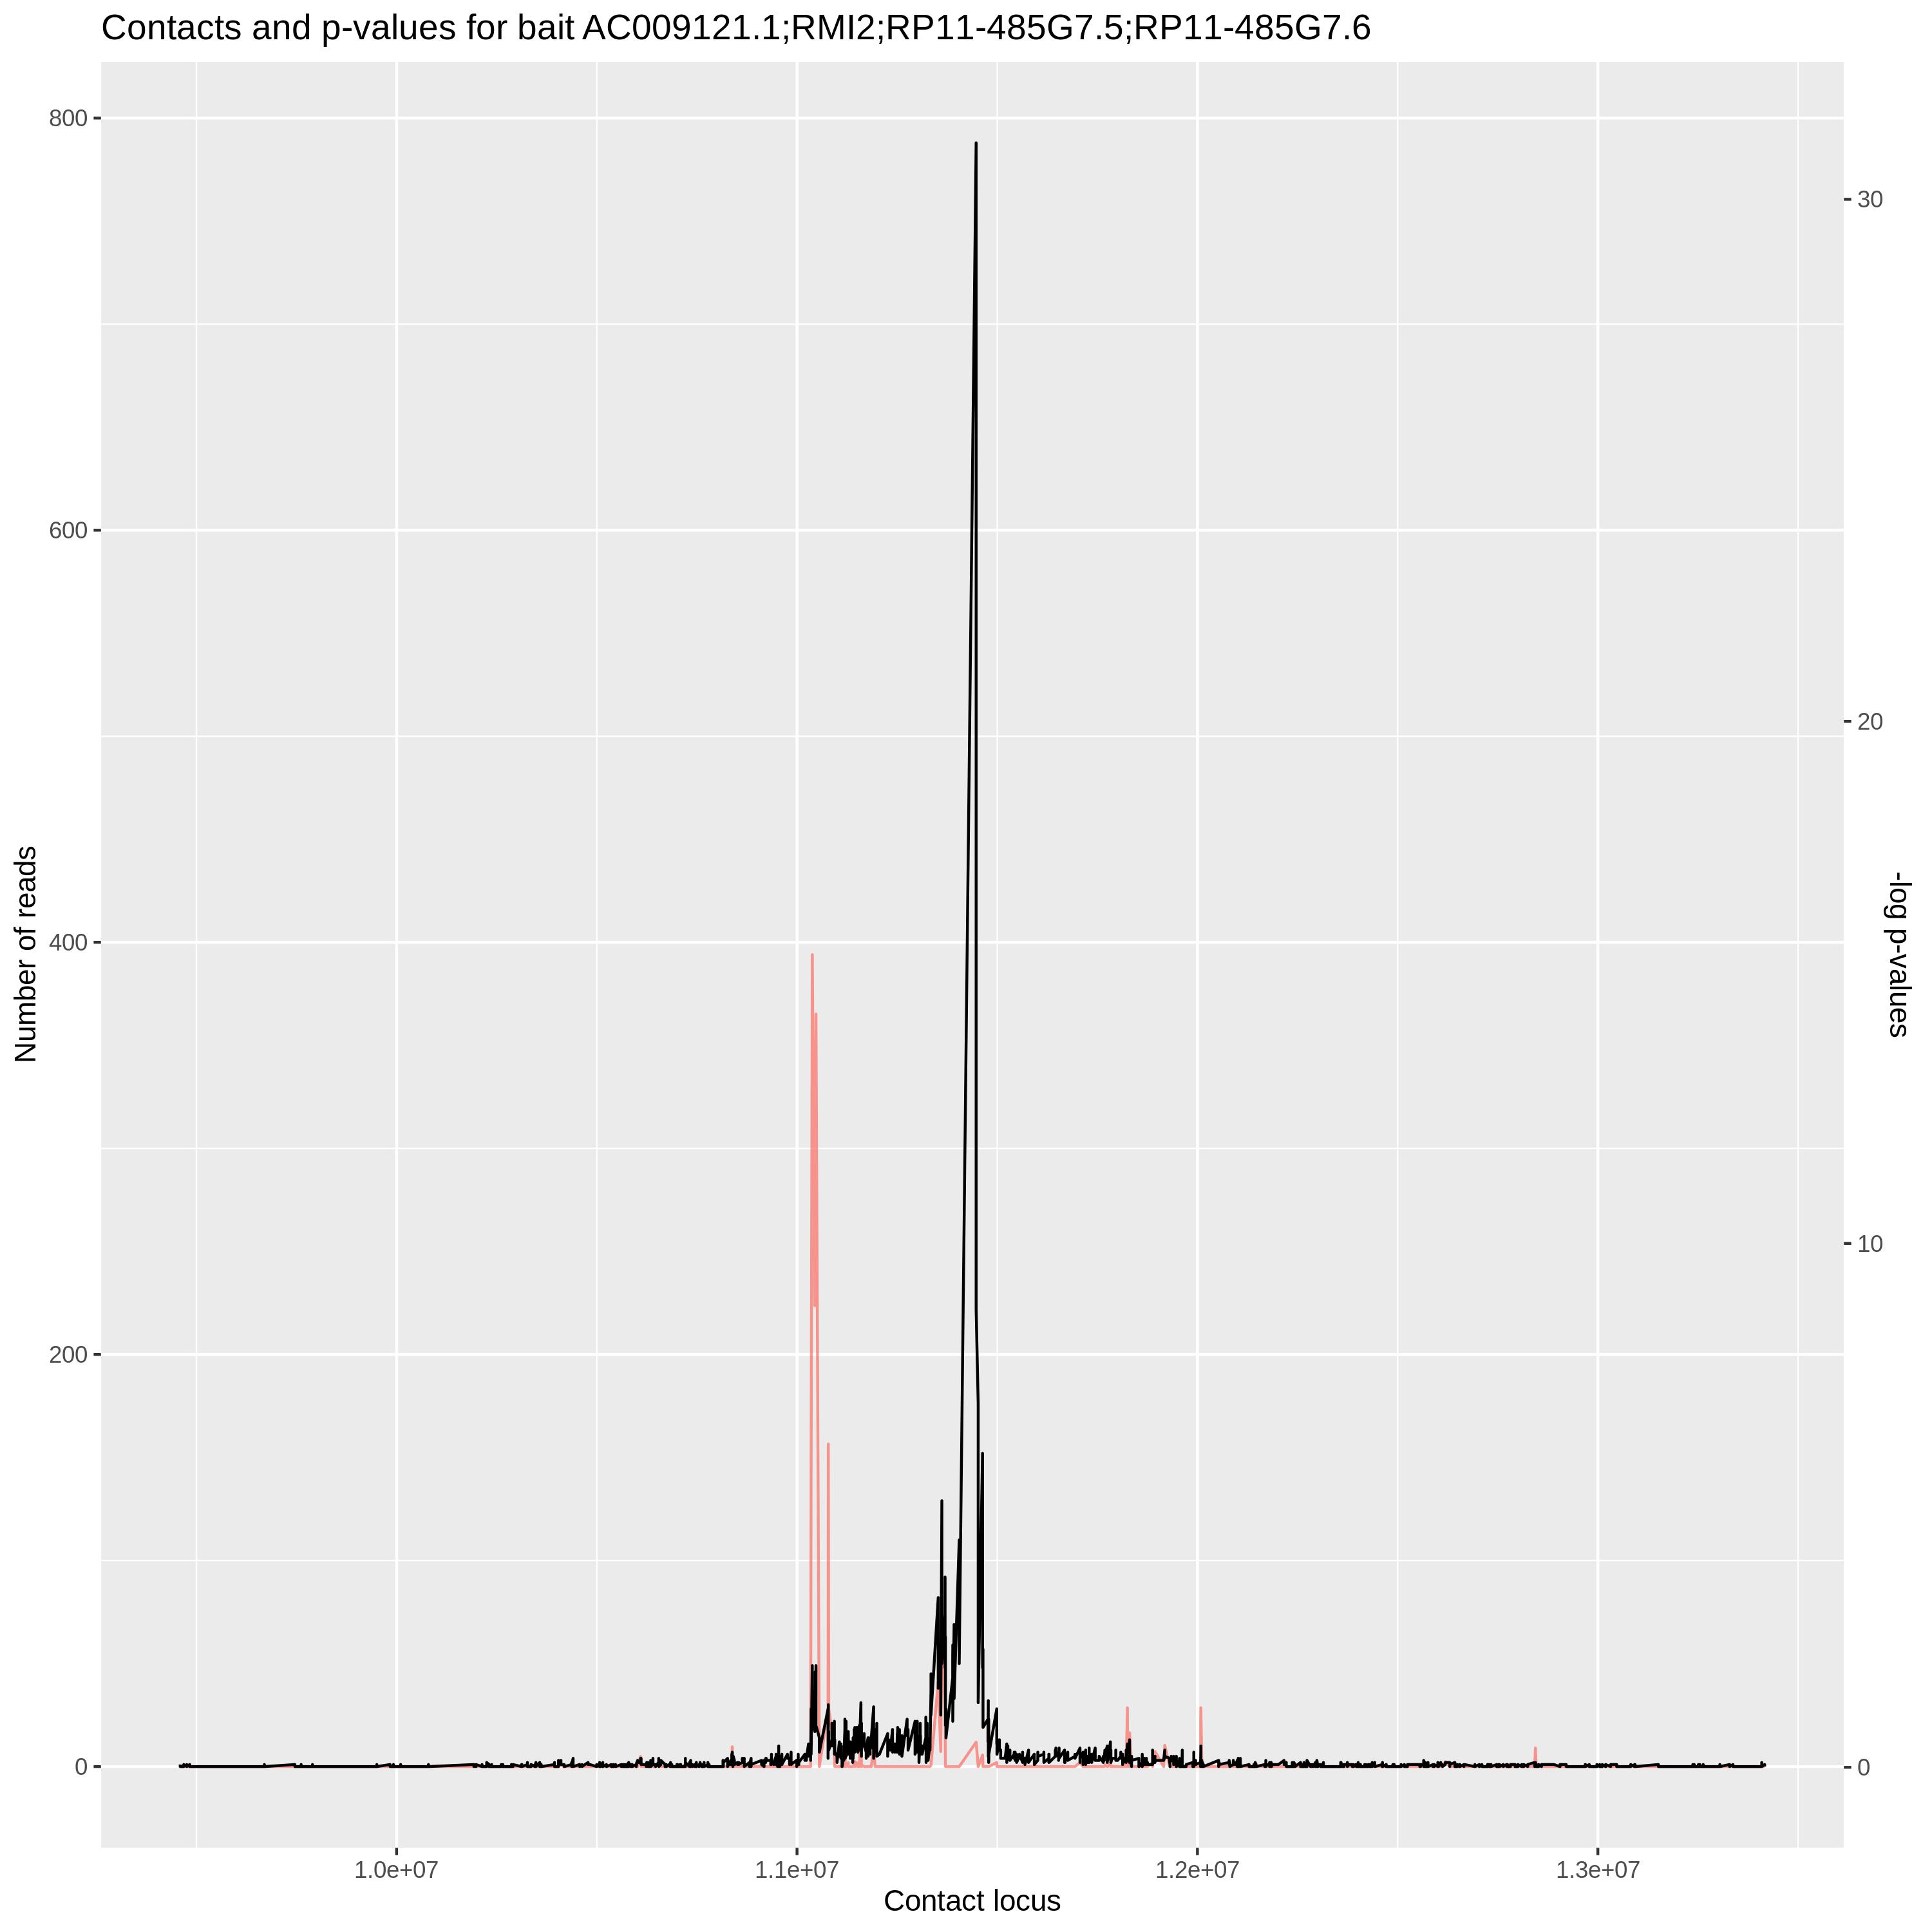 Contacts and p-values for bait AC009121.1;RMI2;RP11-485G7.5;RP11-485G7.6
800
600
400
200
0
Number of reads
30
20
10
0
-log p-values
1.0e+07
1.1e+07
1.2e+07
1.3e+07
Contact locus